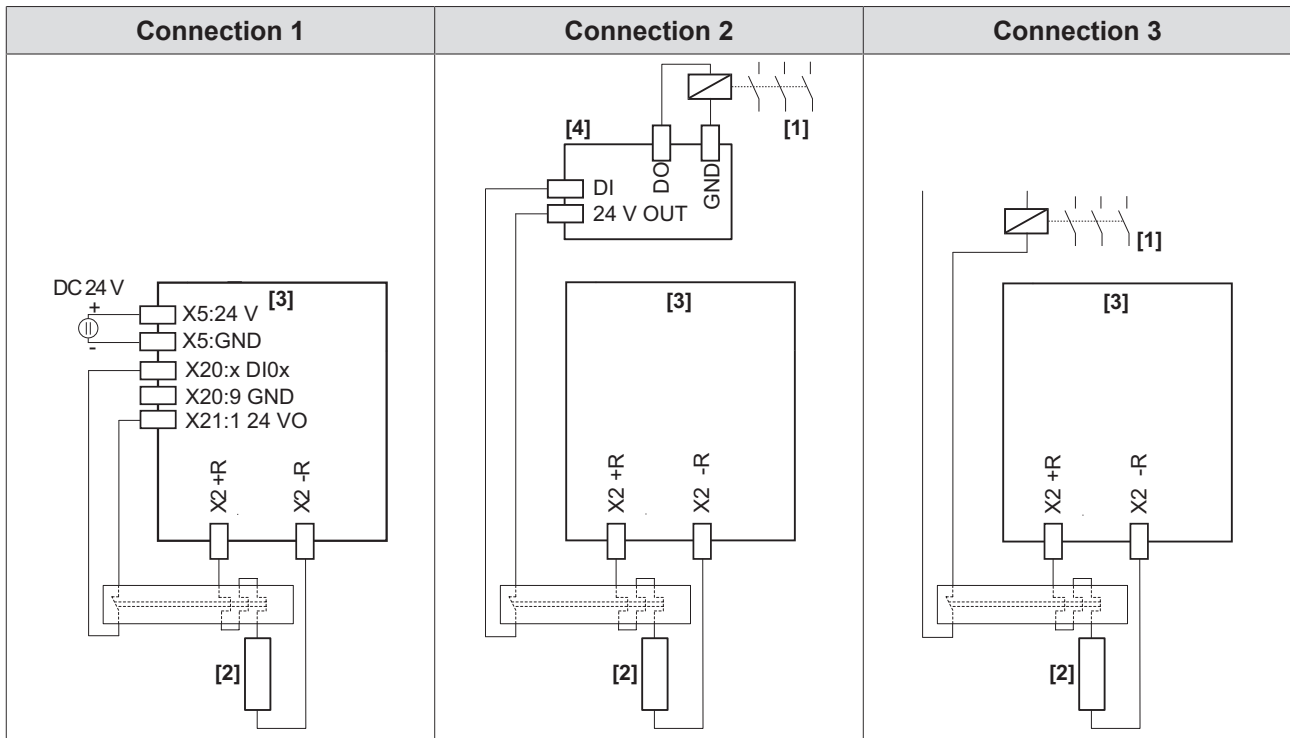 Connection 1
Connection 2
Connection 3
DC 24 V
+
-
[3]
X5:24 V
X5:GND
X20:x DI0x
X20:9 GND
X21:1 24 VO
X2 +R
X2 -R
[2]
[1]
[4]
DO
GND
DI
24 V OUT
[3]
X2 +R
X2 -R
[2]
[1]
[3]
X2 +R
X2 -R
[2]